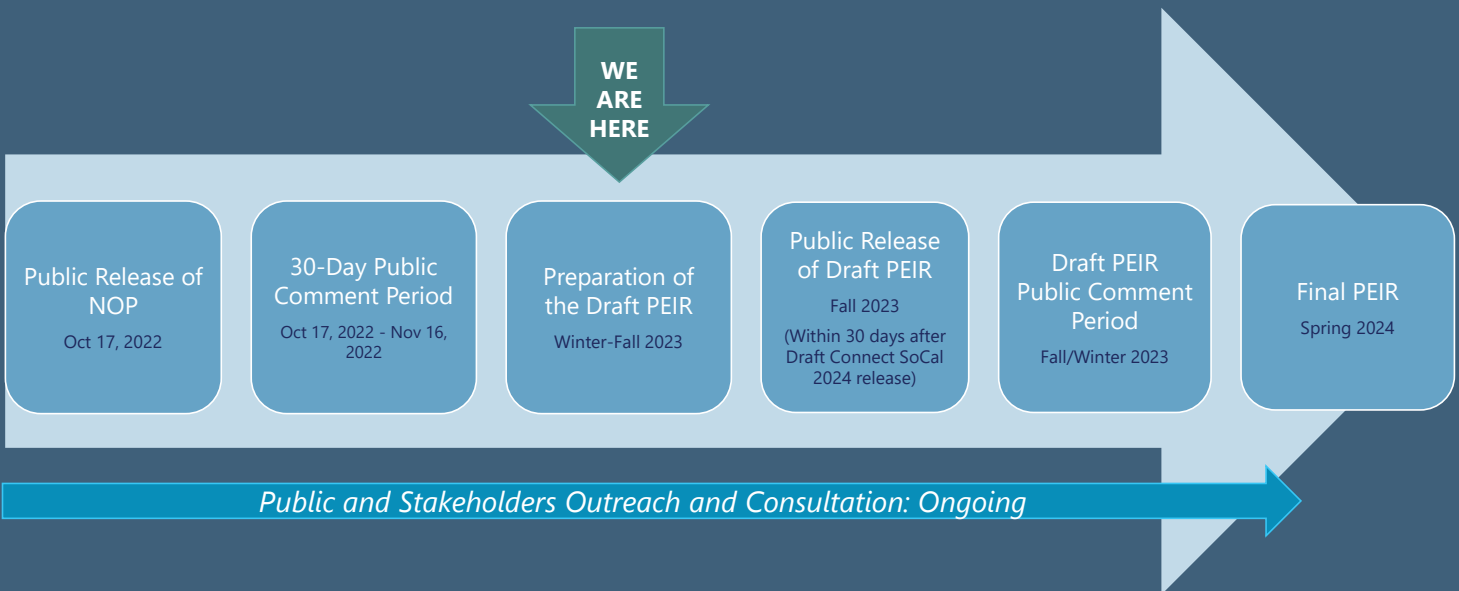 WE
ARE
HERE
Public Release of
NOP
Oct 17, 2022
30-Day Public
Comment Period
Oct 17, 2022 - Nov 16,
2022
Preparation of
the Draft PEIR
Winter-Fall 2023
Public Release
of Draft PEIR
Fall 2023
(Within 30 days after
Draft Connect SoCal
2024 release)
Draft PEIR
Public Comment
Period
Fall/Winter 2023
Final PEIR
Spring 2024
Public and Stakeholders Outreach and Consultation: Ongoing